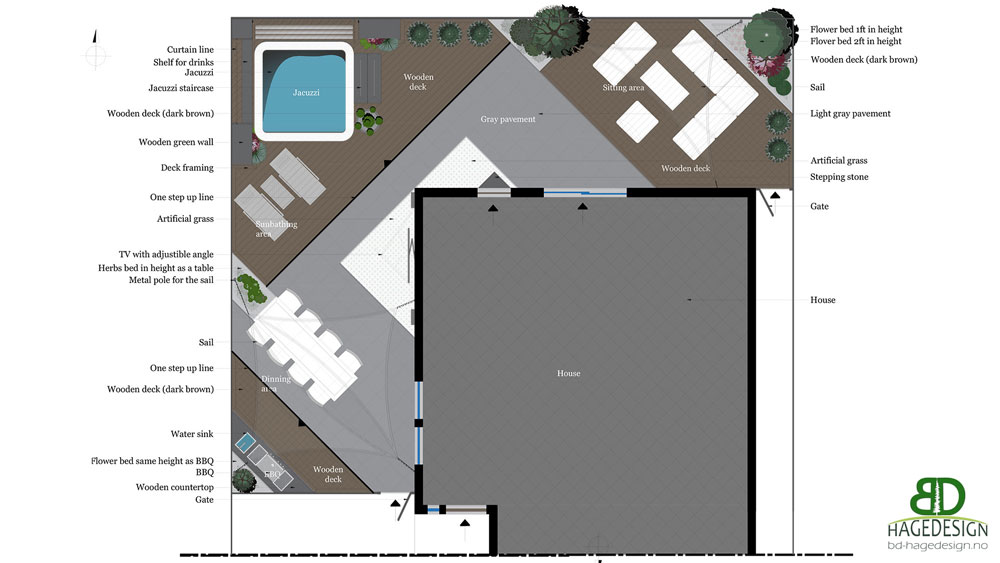 Curtain line
Shelf for drinks
Jacuzzi
Jacuzzi staircase
Wooden deck (dark brown)
Wooden green wall
Deck framing
One step up line
Artificial grass
TV with adjustible angle
Herbs bed in height as a table
Metal pole for the sail
Sail
One step up line
Wooden deck (dark brown)
Water sink
Flower bed same height as BBQ
BBQ
Wooden countertop
Gate
Jacuzzi
Wooden
deck
Gray pavement
Sitting area
Wooden deck
Sunbathing
area
Dinning
area
BBQ
Wooden
deck
House
Flower bed 1ft in height
Flover bed 2ft in height
Wooden deck (dark brown)
Sail
Light gray pavement
Artificial grass
Stepping stone
Gate
House
BD
HAGEDESIGN
bd-hagedesign.no